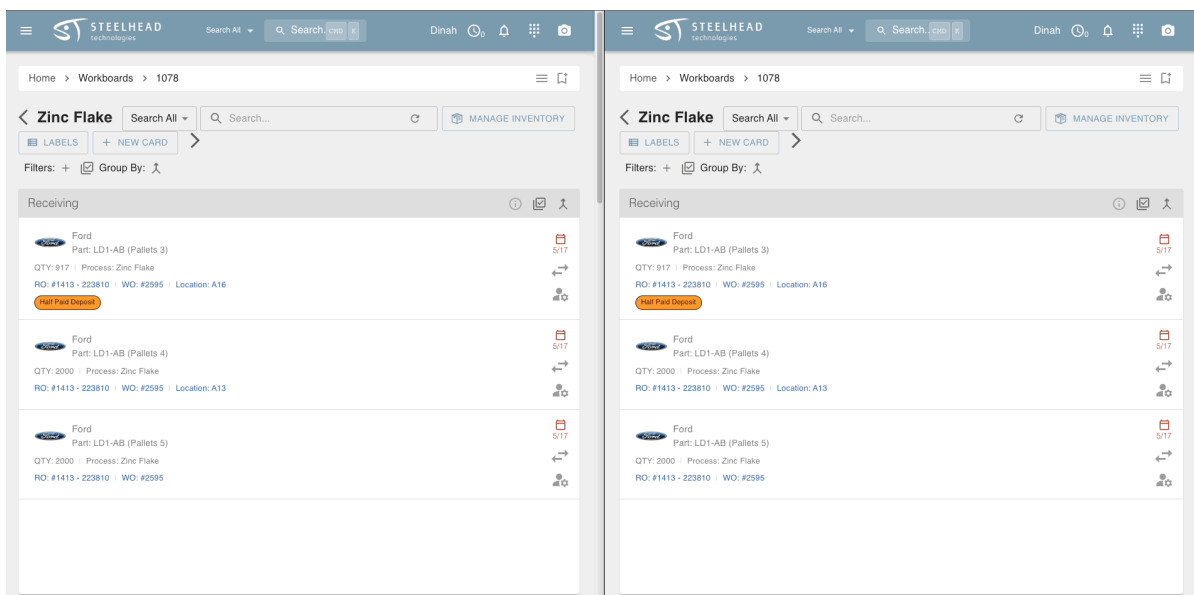 STEELHEAD
technologies
Search All
Search.
CMD K
Dinah
0
Home > Workboards > 1078
Zinc Flake
Search All
Search...
MANAGE INVENTORY
LABELS
+ NEW CARD
Filters: +
Group By:
Receiving
Ford
Part: LD1-AB (Pallets 3)
5/17
QTY: 917 | Process: Zinc Flake
RO: #1413 - 223810 | WO: #2595 | Location: A16
Half Paid Deposit
Ford
Part: LD1-AB (Pallets 4)
5/17
QTY: 2000 | Process: Zinc Flake
RO: #1413 - 223810 | WO: #2595 | Location: A13
Ford
Part: LD1-AB (Pallets 5)
5/17
QTY: 2000 | Process: Zinc Flake
RO: #1413 - 223810 | WO: #2595
STEELHEAD
technologies
Search All
Search..
CMD K
Dinah
0
Home > Workboards > 1078
Zinc Flake
Search All
Search...
MANAGE INVENTORY
LABELS
+ NEW CARD
Filters: +
Group By:
Receiving
Ford
Part: LD1-AB (Pallets 3)
5/17
QTY: 917 | Process: Zinc Flake
RO: #1413 - 223810 | WO: #2595 | Location: A16
Half Paid Deposit
Ford
Part: LD1-AB (Pallets 4)
5/17
QTY: 2000 | Process: Zinc Flake
RO: #1413 - 223810 | WO: #2595 | Location: A13
Ford
Part: LD1-AB (Pallets 5)
5/17
QTY: 2000 | Process: Zinc Flake
RO: #1413 - 223810 | WO: #2595